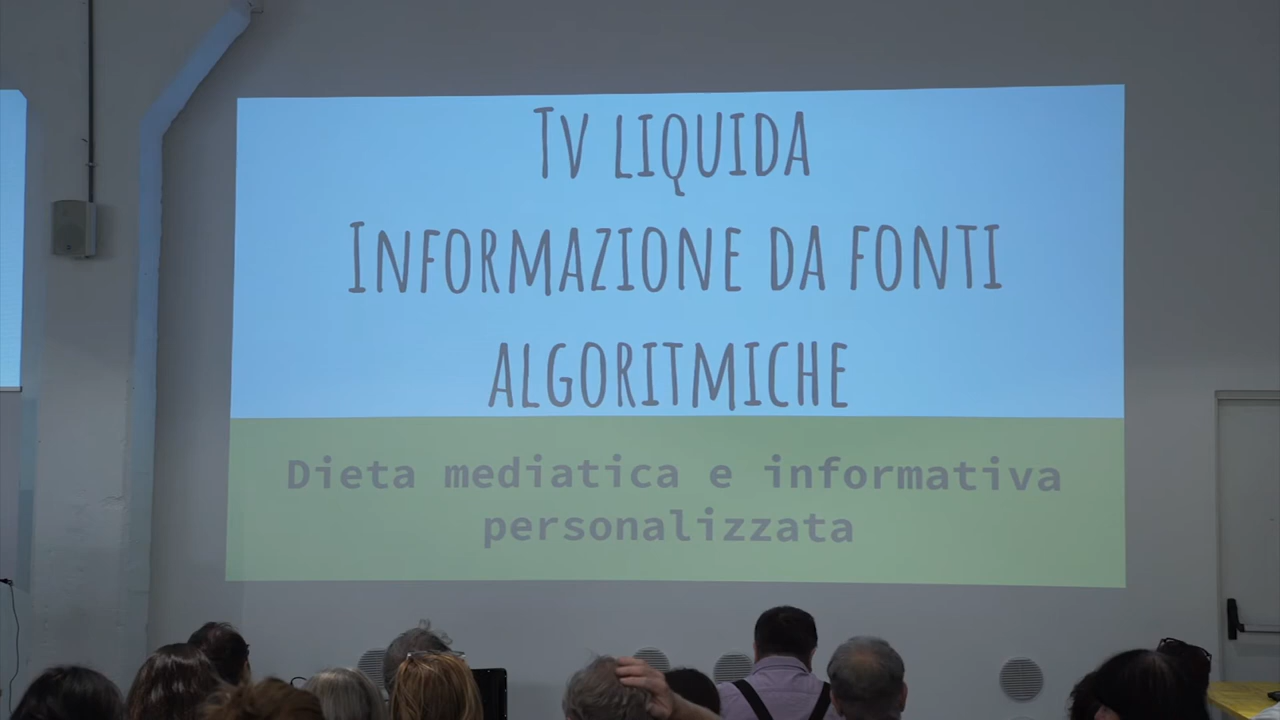 Tv liquida
Informazione da fonti
algoritmiche
Dieta mediatica e informativa
personalizzata